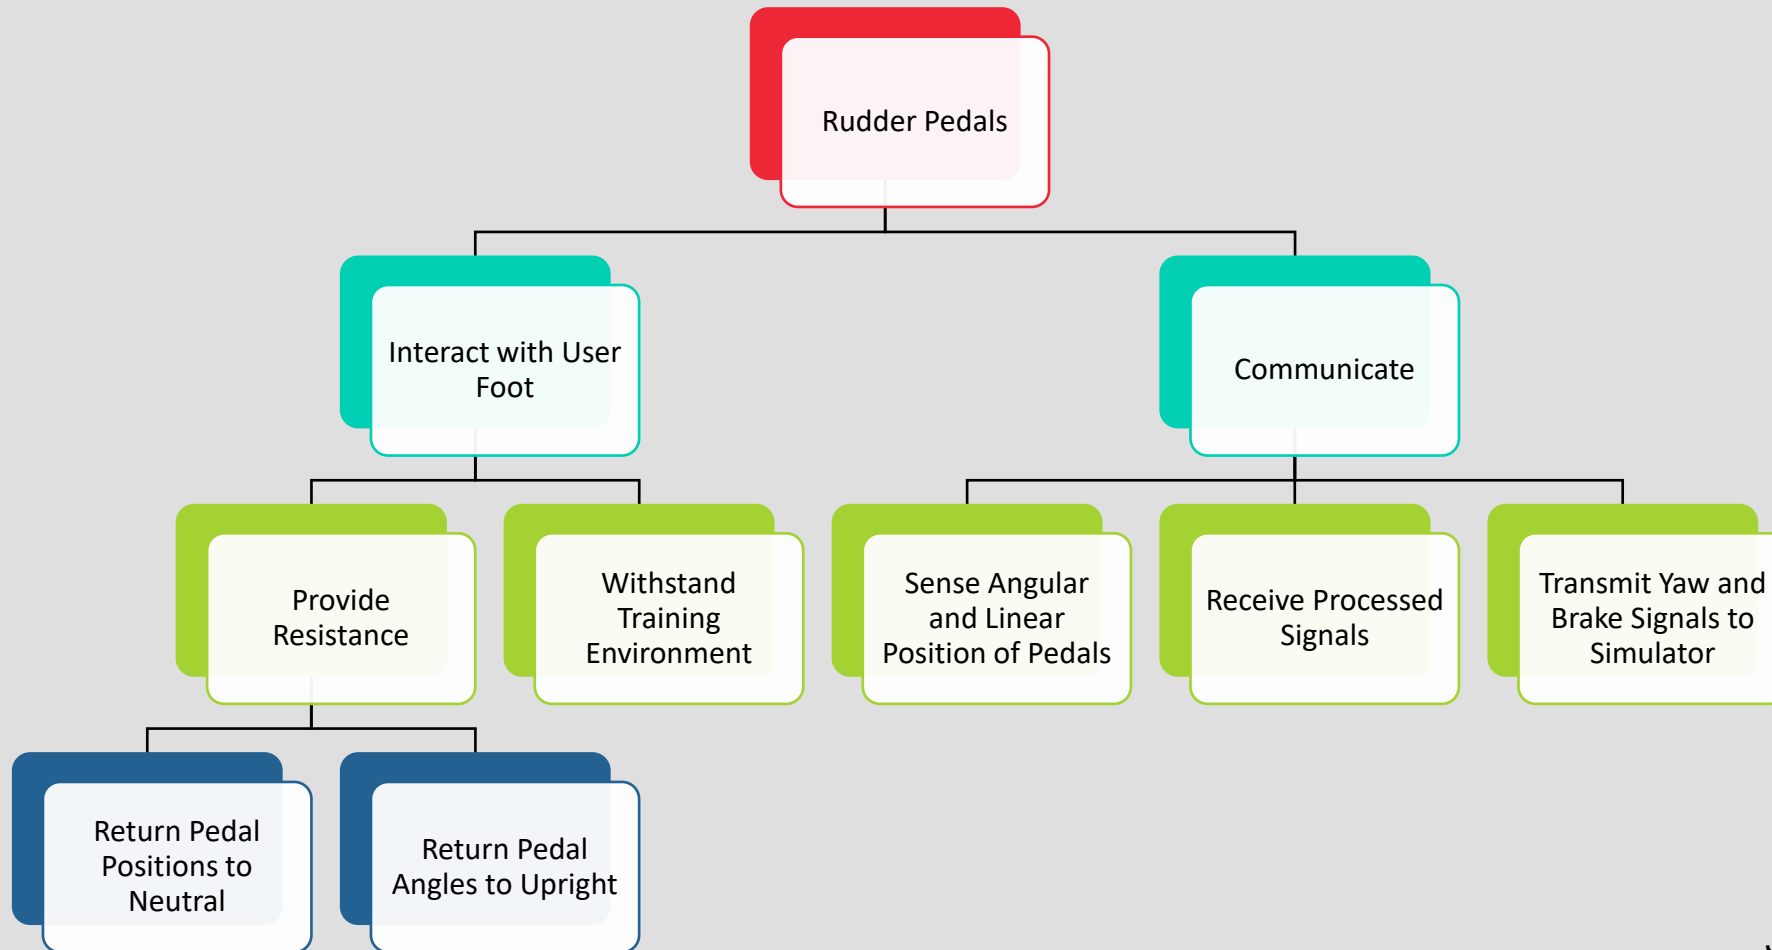 Rudder Pedals
Interact with User
Foot
Communicate
Provide
Resistance
Withstand
Training
Environment
Sense Angular
and Linear
Position of Pedals
Receive Processed
Signals
Transmit Yaw and
Brake Signals to
Simulator
Return Pedal
Positions to
Neutral
Return Pedal
Angles to Upright